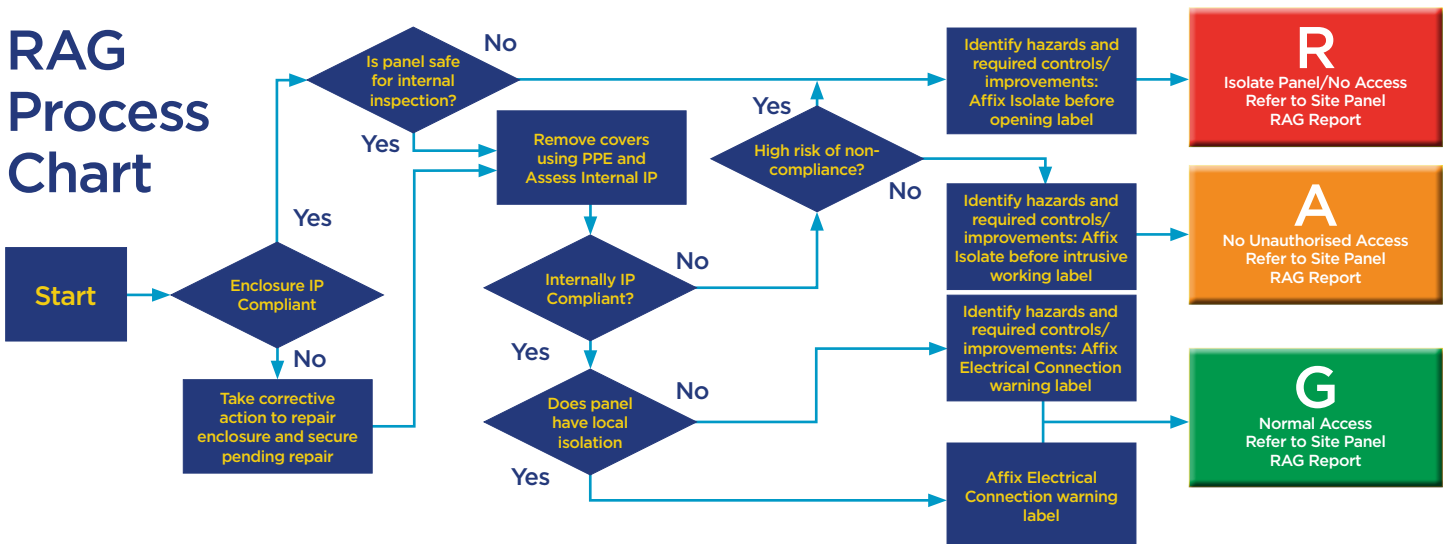 RAG
Process
Chart
Start
Enclosure IP
Compliant
Yes
No
Take corrective
action to repair
enclosure and secure
pending repair
Is panel safe
for internal
inspection?
No
Yes
Remove covers
using PPE and
Assess Internal IP
Internally IP
Compliant?
No
Yes
Does panel
have local
isolation
No
Yes
High risk of non-
compliance?
Yes
No
Identify hazards and
required controls/
improvements:
Affix Isolate before
opening label
Identify hazards and
required controls/
improvements: Affix
Isolate before intrusive
working label
Identify hazards and
required controls/
improvements: Affix
Electrical Connection
warning label
Affix Electrical
Connection warning
label
R
Isolate Panel/No Access
Refer to Site Panel
RAG Report
A
No Unauthorised Access
Refer to Site Panel
RAG Report
G
Normal Access
Refer to Site Panel
RAG Report